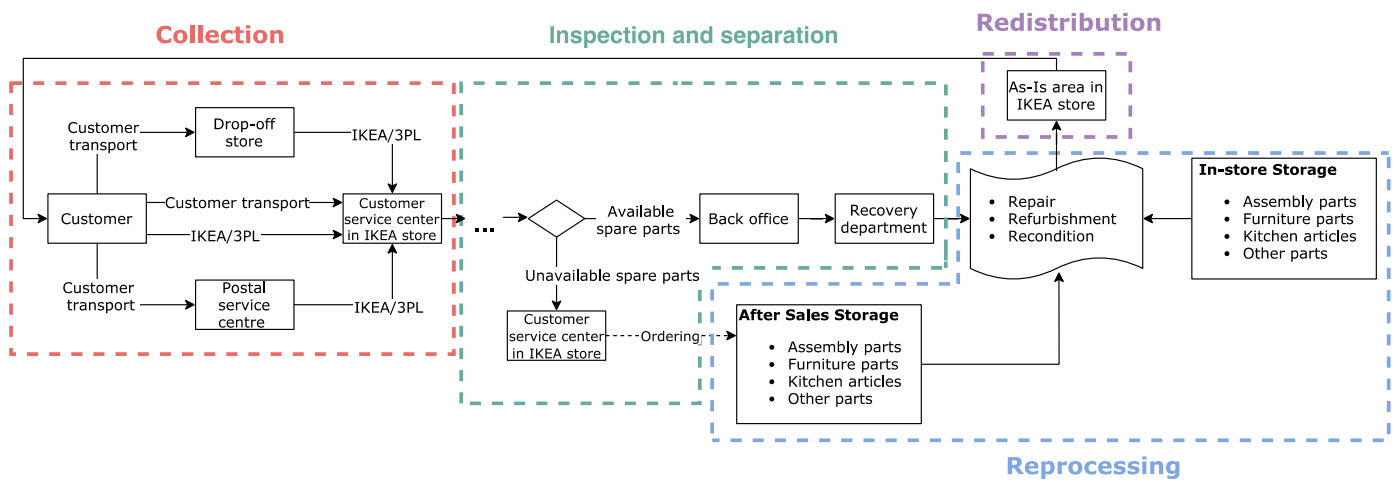 Collection
Inspection and separation
Redistribution
As-Is area in
IKEA store
Customer
transport
Drop-off
store
IKEA/3PL
Customer
Customer transport
IKEA/3PL
Customer
service center
in IKEA store
Customer
transport
Postal
service
centre
IKEA/3PL
...
Available
spare parts
Back office
Recovery
department
Unavailable spare parts
Customer
service center
in IKEA store
Ordering
• Repair
• Refurbishment
• Recondition
In-store Storage
• Assembly parts
• Furniture parts
• Kitchen articles
• Other parts
After Sales Storage
• Assembly parts
• Furniture parts
• Kitchen articles
• Other parts
Reprocessing